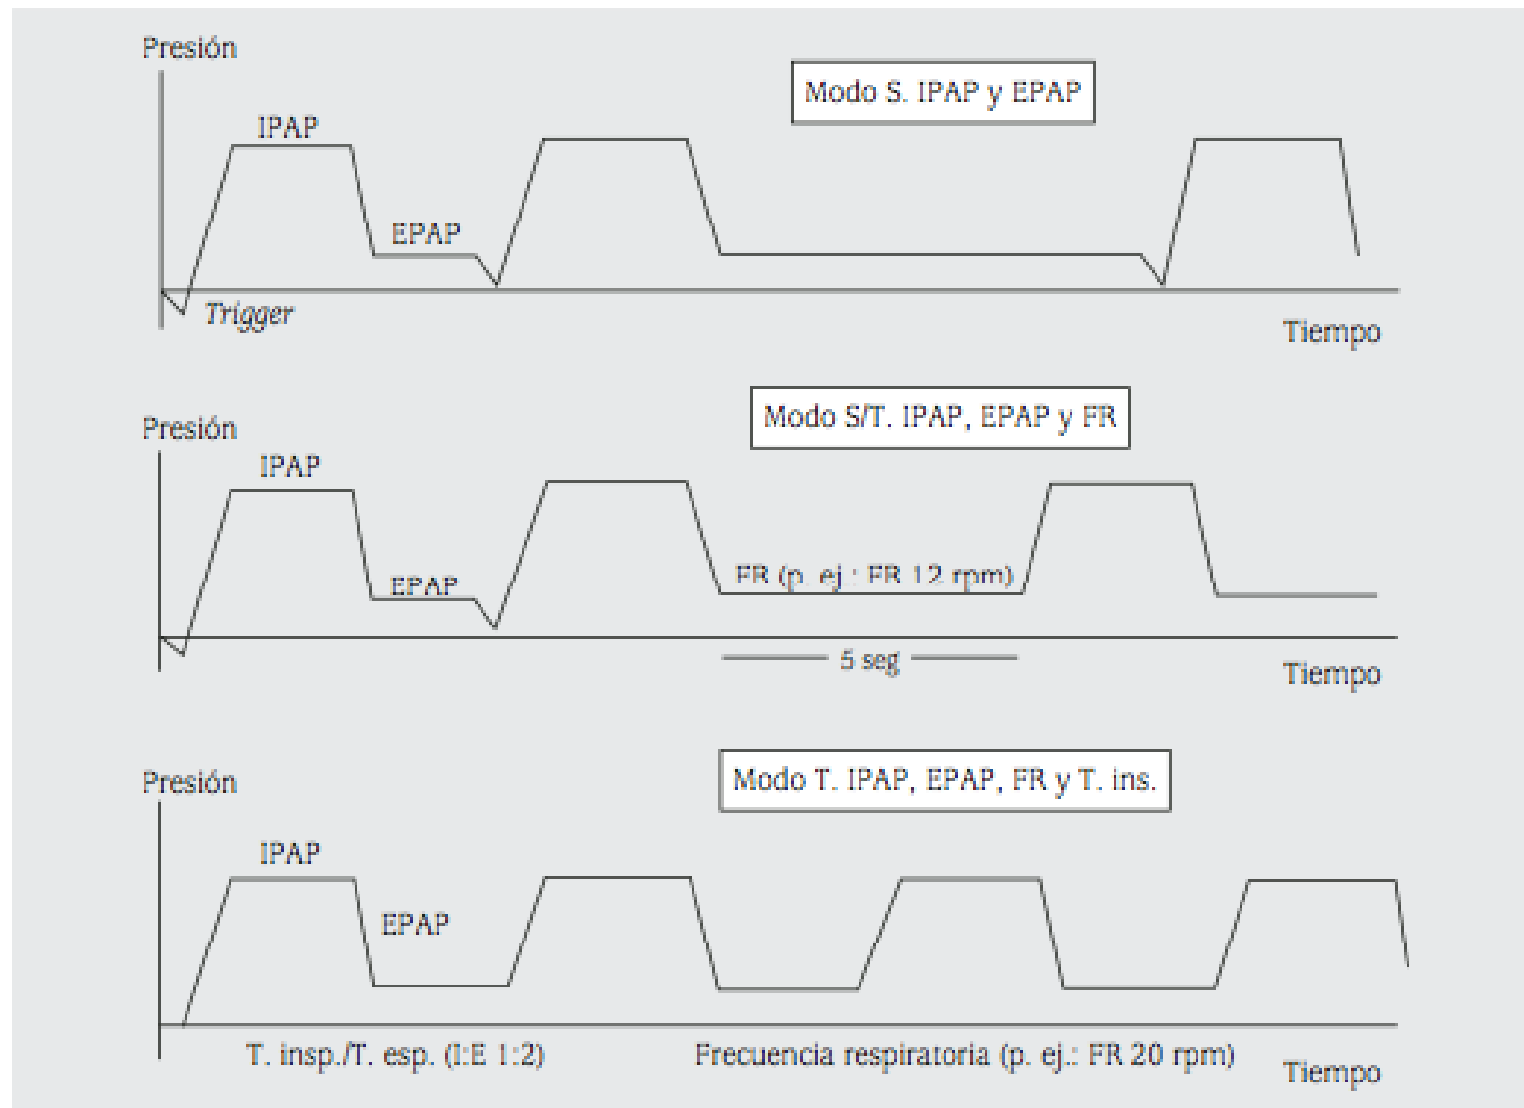 Presión
Modo S. IPAP y EPAP
IPAP
EPAP
Trigger
Tiempo
Presión
Modo S/T. IPAP, EPAP y FR
IPAP
EPAP
FR (p. ej.: FR 12 rpm)
5 seg
Tiempo
Presión
Modo T. IPAP, EPAP, FR y T. ins.
IPAP
EPAP
T. insp./T. esp. (I:E 1:2)
Frecuencia respiratoria (p. ej.: FR 20 rpm)
Tiempo